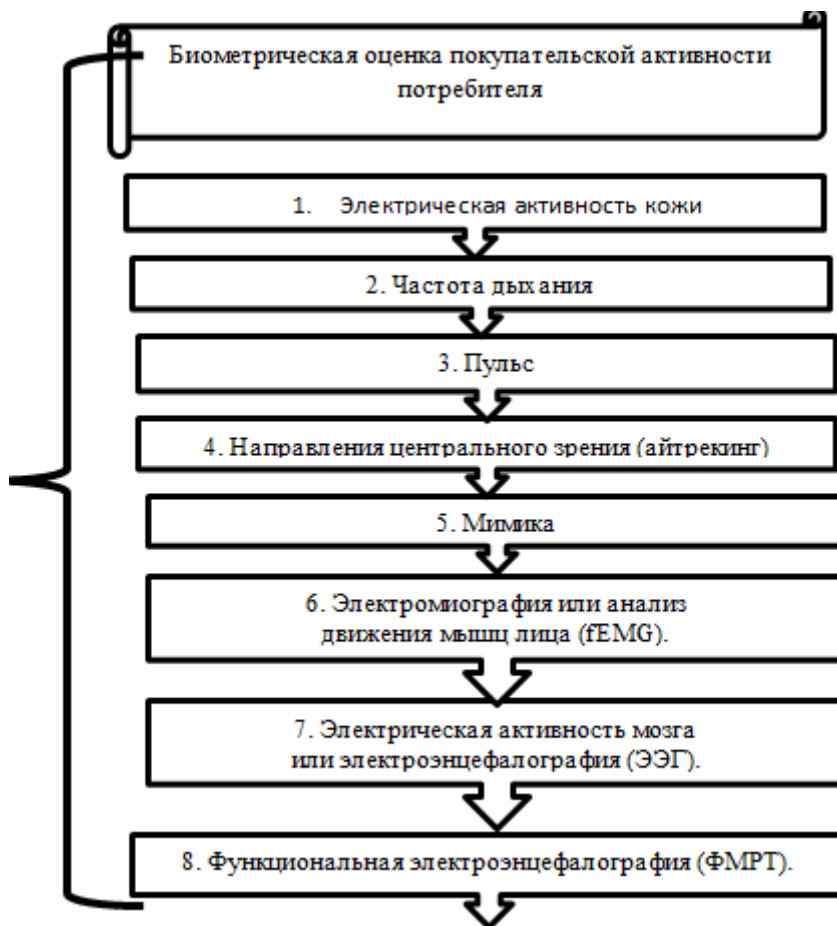 Биометрическая оценка покупательской активности
потребителя
1. Электрическая активность кожи
2. Частота дыхания
3. Пульс
4. Направления центрального зрения (айтрекинг)
5. Мимика
6. Электромиография или анализ
движения мышц лица (fEMG).
7. Электрическая активность мозга
или электроэнцефалография (ЭЭГ).
8. Функциональная электроэнцефалография (ФМРТ).